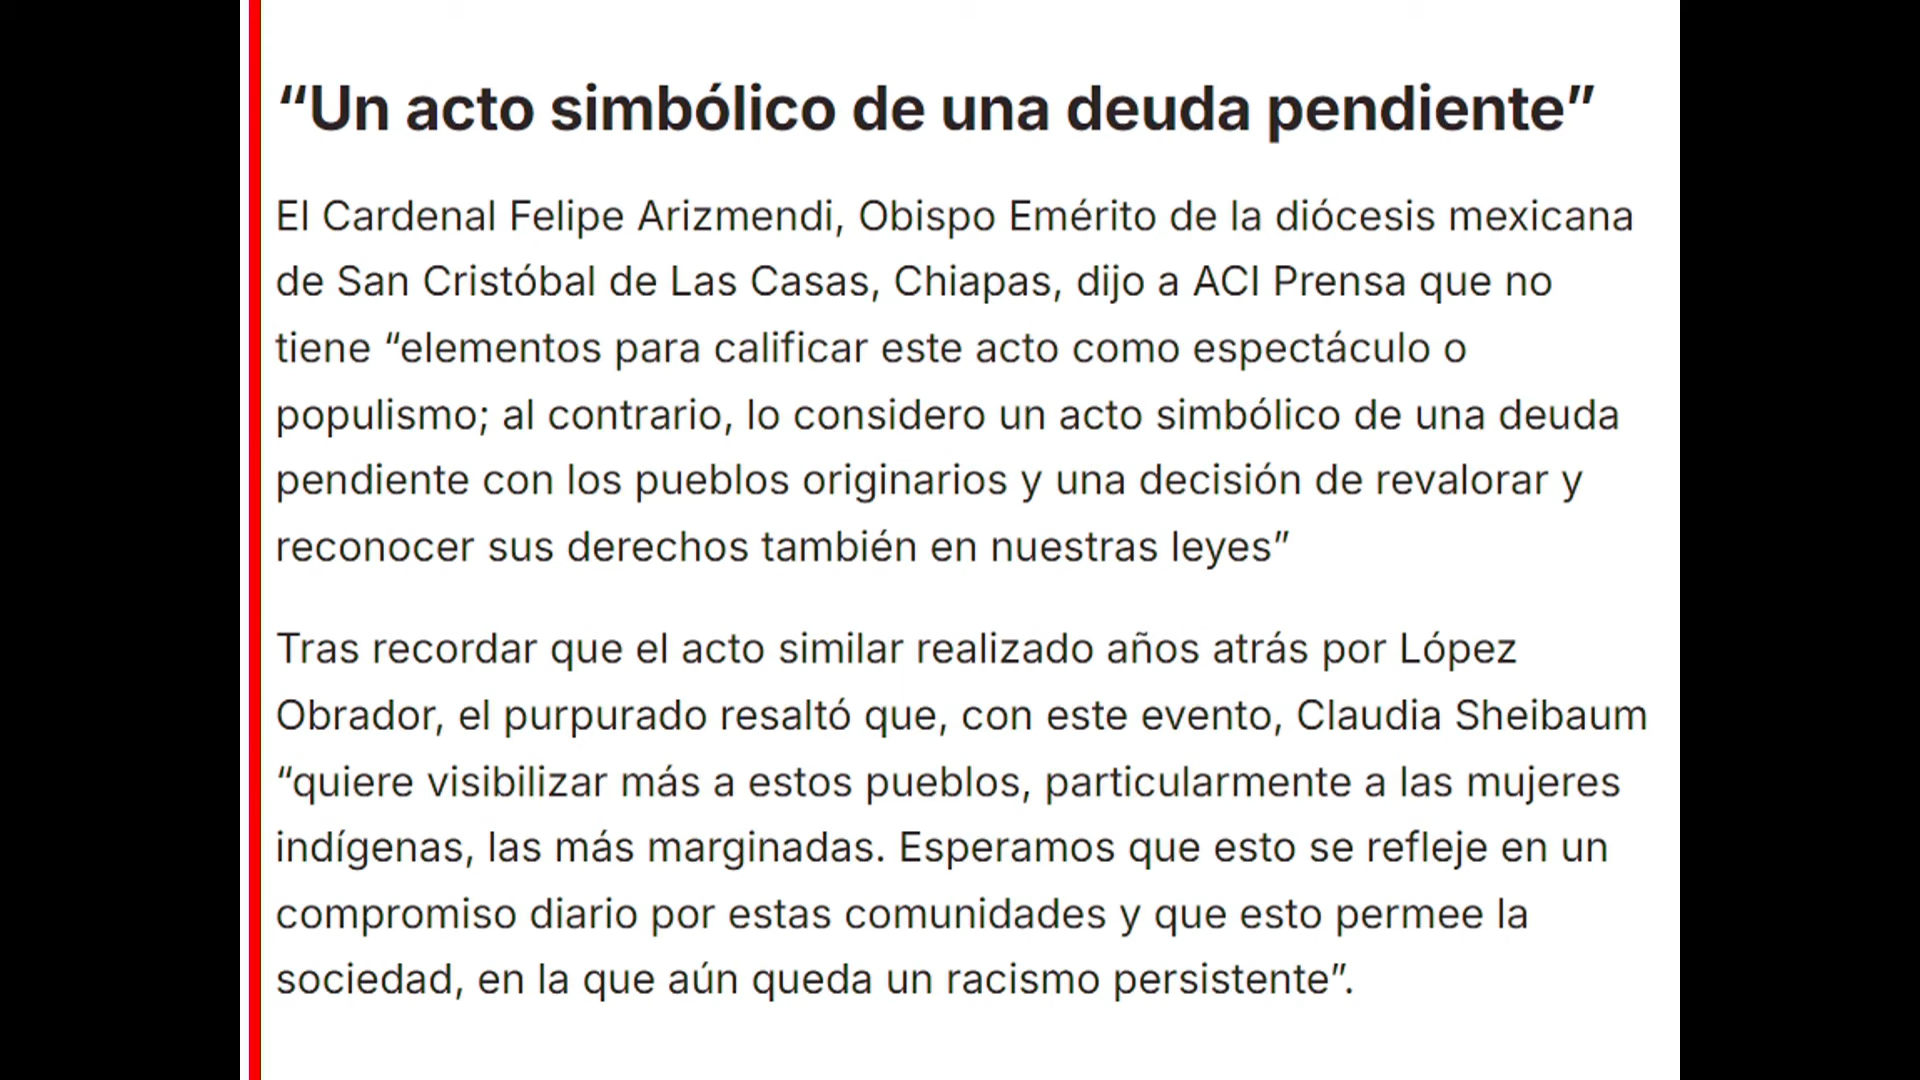 “Un acto simbólico de una deuda pendiente”
El Cardenal Felipe Arizmendi, Obispo Emérito de la diócesis mexicana
de San Cristóbal de Las Casas, Chiapas, dijo a ACI Prensa que no
tiene “elementos para calificar este acto como espectáculo o
populismo; al contrario, lo considero un acto simbólico de una deuda
pendiente con los pueblos originarios y una decisión de revalorar y
reconocer sus derechos también en nuestras leyes”
Tras recordar que el acto similar realizado años atrás por López
Obrador, el purpurado resaltó que, con este evento, Claudia Sheibaum
“quiere visibilizar más a estos pueblos, particularmente a las mujeres
indígenas, las más marginadas. Esperamos que esto se refleje en un
compromiso diario por estas comunidades y que esto permee la
sociedad, en la que aún queda un racismo persistente”.